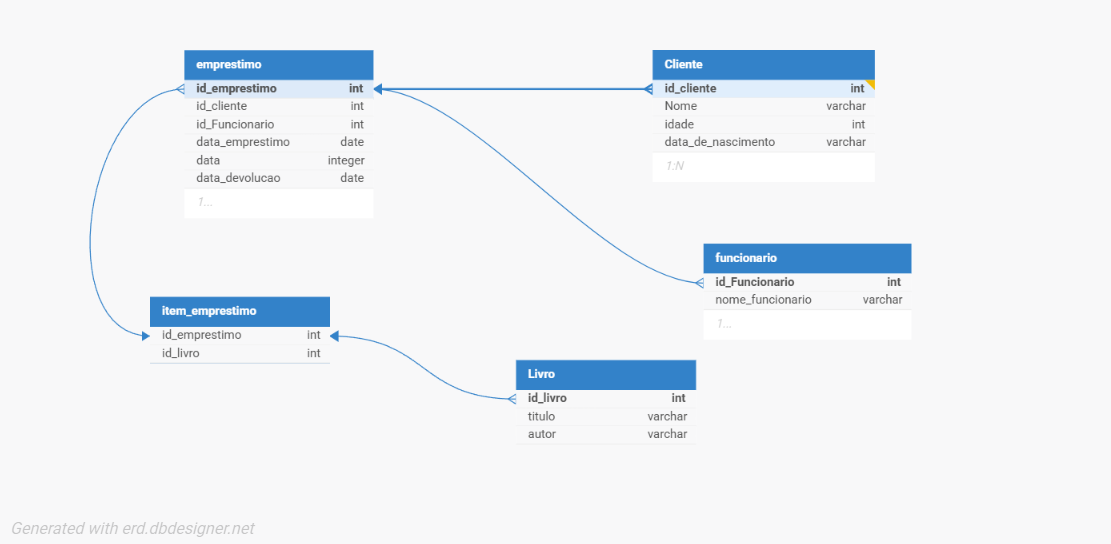 emprestimo
id_emprestimo int
id_cliente int
id_Funcionario int
data_emprestimo date
data integer
data_devolucao date
1...
Cliente
id_cliente int
Nome varchar
idade int
data_de_nascimento varchar
1:N
funcionario
id_Funcionario int
nome_funcionario varchar
1...
item_emprestimo
id_emprestimo int
id_livro int
Livro
id_livro int
titulo varchar
autor varchar
Generated with erd.dbdesigner.net